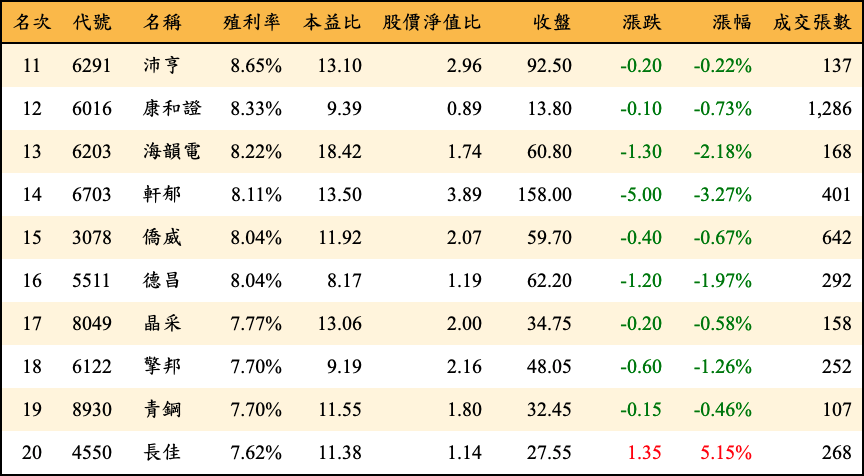 名次 代號 名稱 殖利率 本益比 股價淨值比 收盤 漲跌 漲幅 成交張數
11 6291 沛亨 8.65% 13.10 2.96 92.50 -0.20 -0.22% 137
12 6016 康和證 8.33% 9.39 0.89 13.80 -0.10 -0.73% 1,286
13 6203 海韻電 8.22% 18.42 1.74 60.80 -1.30 -2.18% 168
14 6703 軒郁 8.11% 13.50 3.89 158.00 -5.00 -3.27% 401
15 3078 僑威 8.04% 11.92 2.07 59.70 -0.40 -0.67% 642
16 5511 德昌 8.04% 8.17 1.19 62.20 -1.20 -1.97% 292
17 8049 晶采 7.77% 13.06 2.00 34.75 -0.20 -0.58% 158
18 6122 擎邦 7.70% 9.19 2.16 48.05 -0.60 -1.26% 252
19 8930 青鋼 7.70% 11.55 1.80 32.45 -0.15 -0.46% 107
20 4550 長佳 7.62% 11.38 1.14 27.55 1.35 5.15% 268